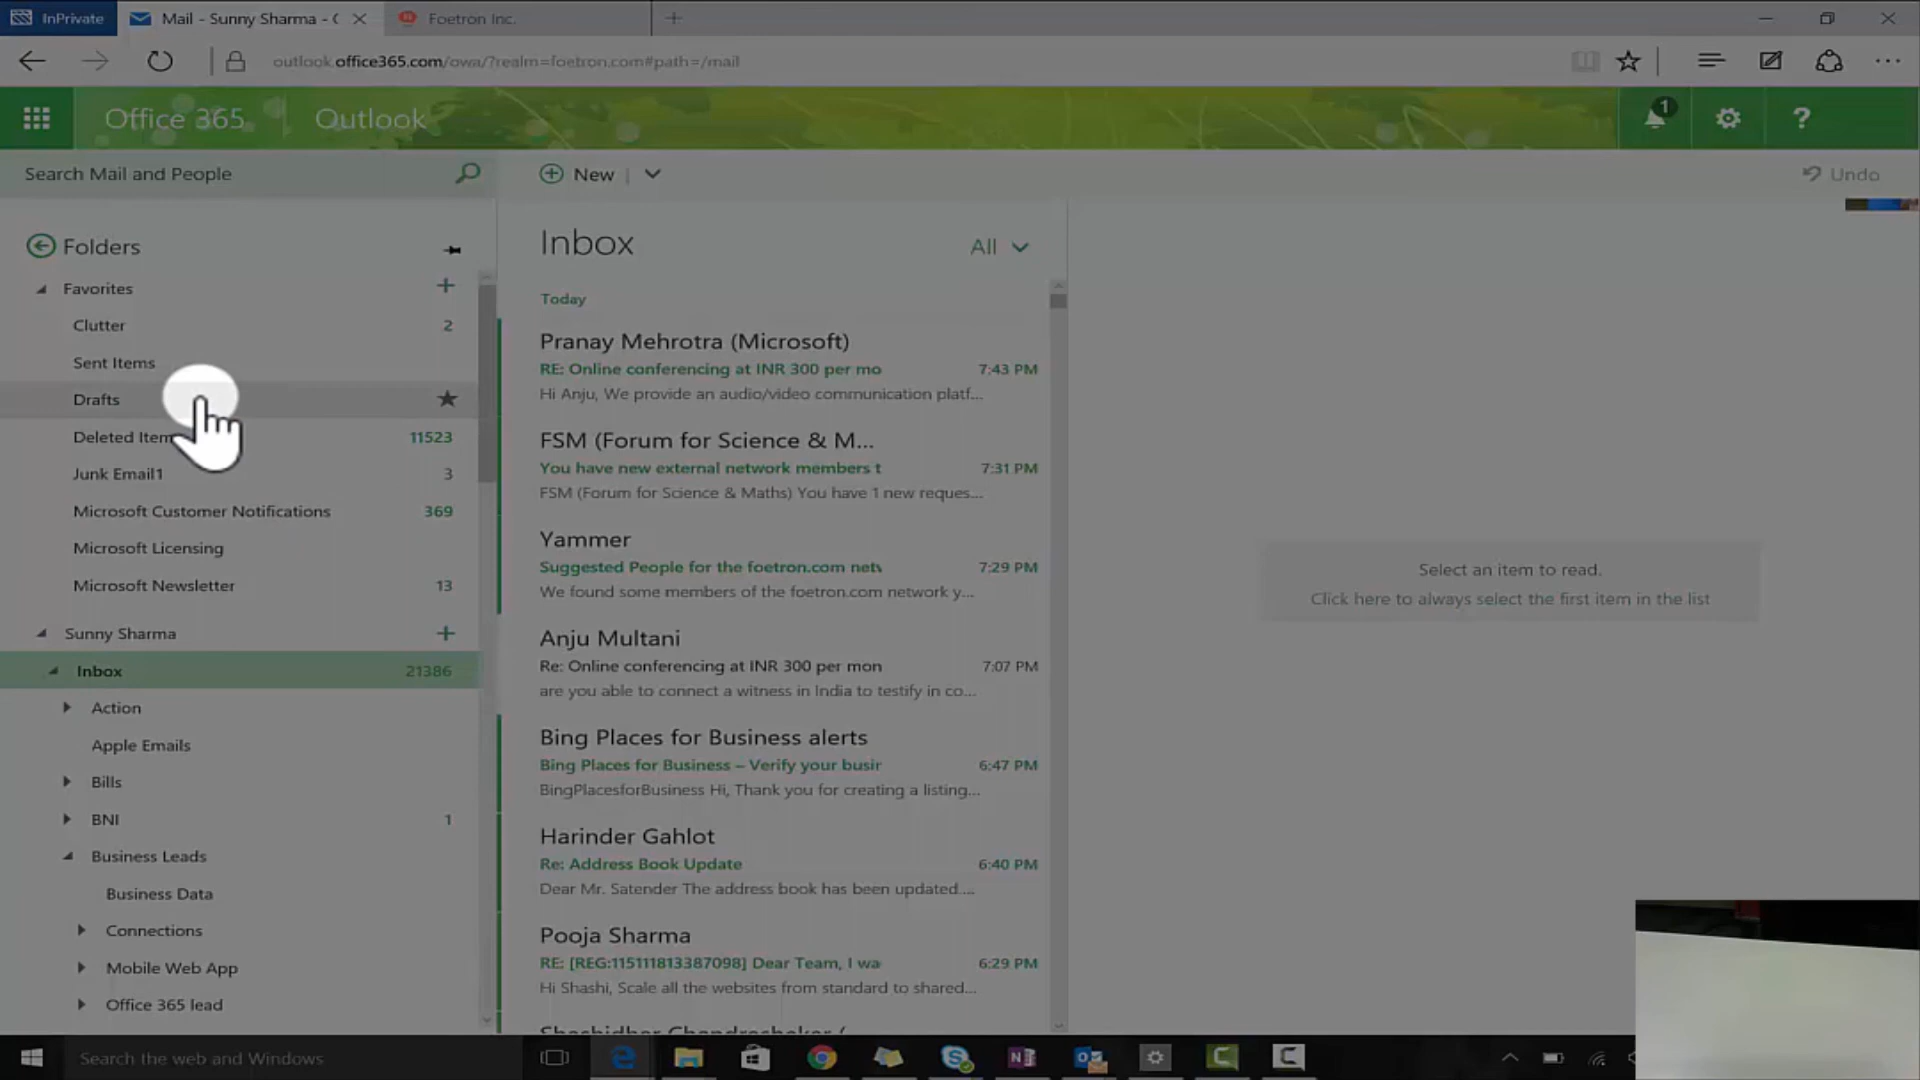 InPrivate
Mail - Sunny Sharma - (
Foetron Inc.
outlook.office365.com/owa/?realm=foetron.com#path=/mail
Office 365
Outlook
1
?
Search Mail and People
New
Undo
Folders
Favorites
Clutter 2
Sent Items
Drafts
Deleted Item 11523
Junk Email1 3
Microsoft Customer Notifications 369
Microsoft Licensing
Microsoft Newsletter 13
Sunny Sharma
Inbox 21386
Action
Apple Emails
Bills
BNI 1
Business Leads
Business Data
Connections
Mobile Web App
Office 365 lead
Inbox All
Today
Pranay Mehrotra (Microsoft)
RE: Online conferencing at INR 300 per mo 7:43 PM
Hi Anju, We provide an audio/video communication platf...
FSM (Forum for Science & M...
You have new external network members t 7:31 PM
FSM (Forum for Science & Maths) You have 1 new reques...
Yammer
Suggested People for the foetron.com netv 7:29 PM
We found some members of the foetron.com network y...
Anju Multani
Re: Online conferencing at INR 300 per mon 7:07 PM
are you able to connect a witness in India to testify in co...
Bing Places for Business alerts
Bing Places for Business – Verify your busir 6:47 PM
BingPlacesforBusiness Hi, Thank you for creating a listing...
Harinder Gahlot
Re: Address Book Update 6:40 PM
Dear Mr. Satender The address book has been updated....
Pooja Sharma
RE: [REG:115111813387098] Dear Team, I wa 6:29 PM
Hi Shashi, Scale all the websites from standard to shared...
Shashidhar Chandrashekar (
Select an item to read.
Click here to always select the first item in the list
Search the web and Windows